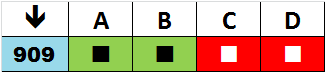 🡻 A B C D
909 ■ ■ □ □